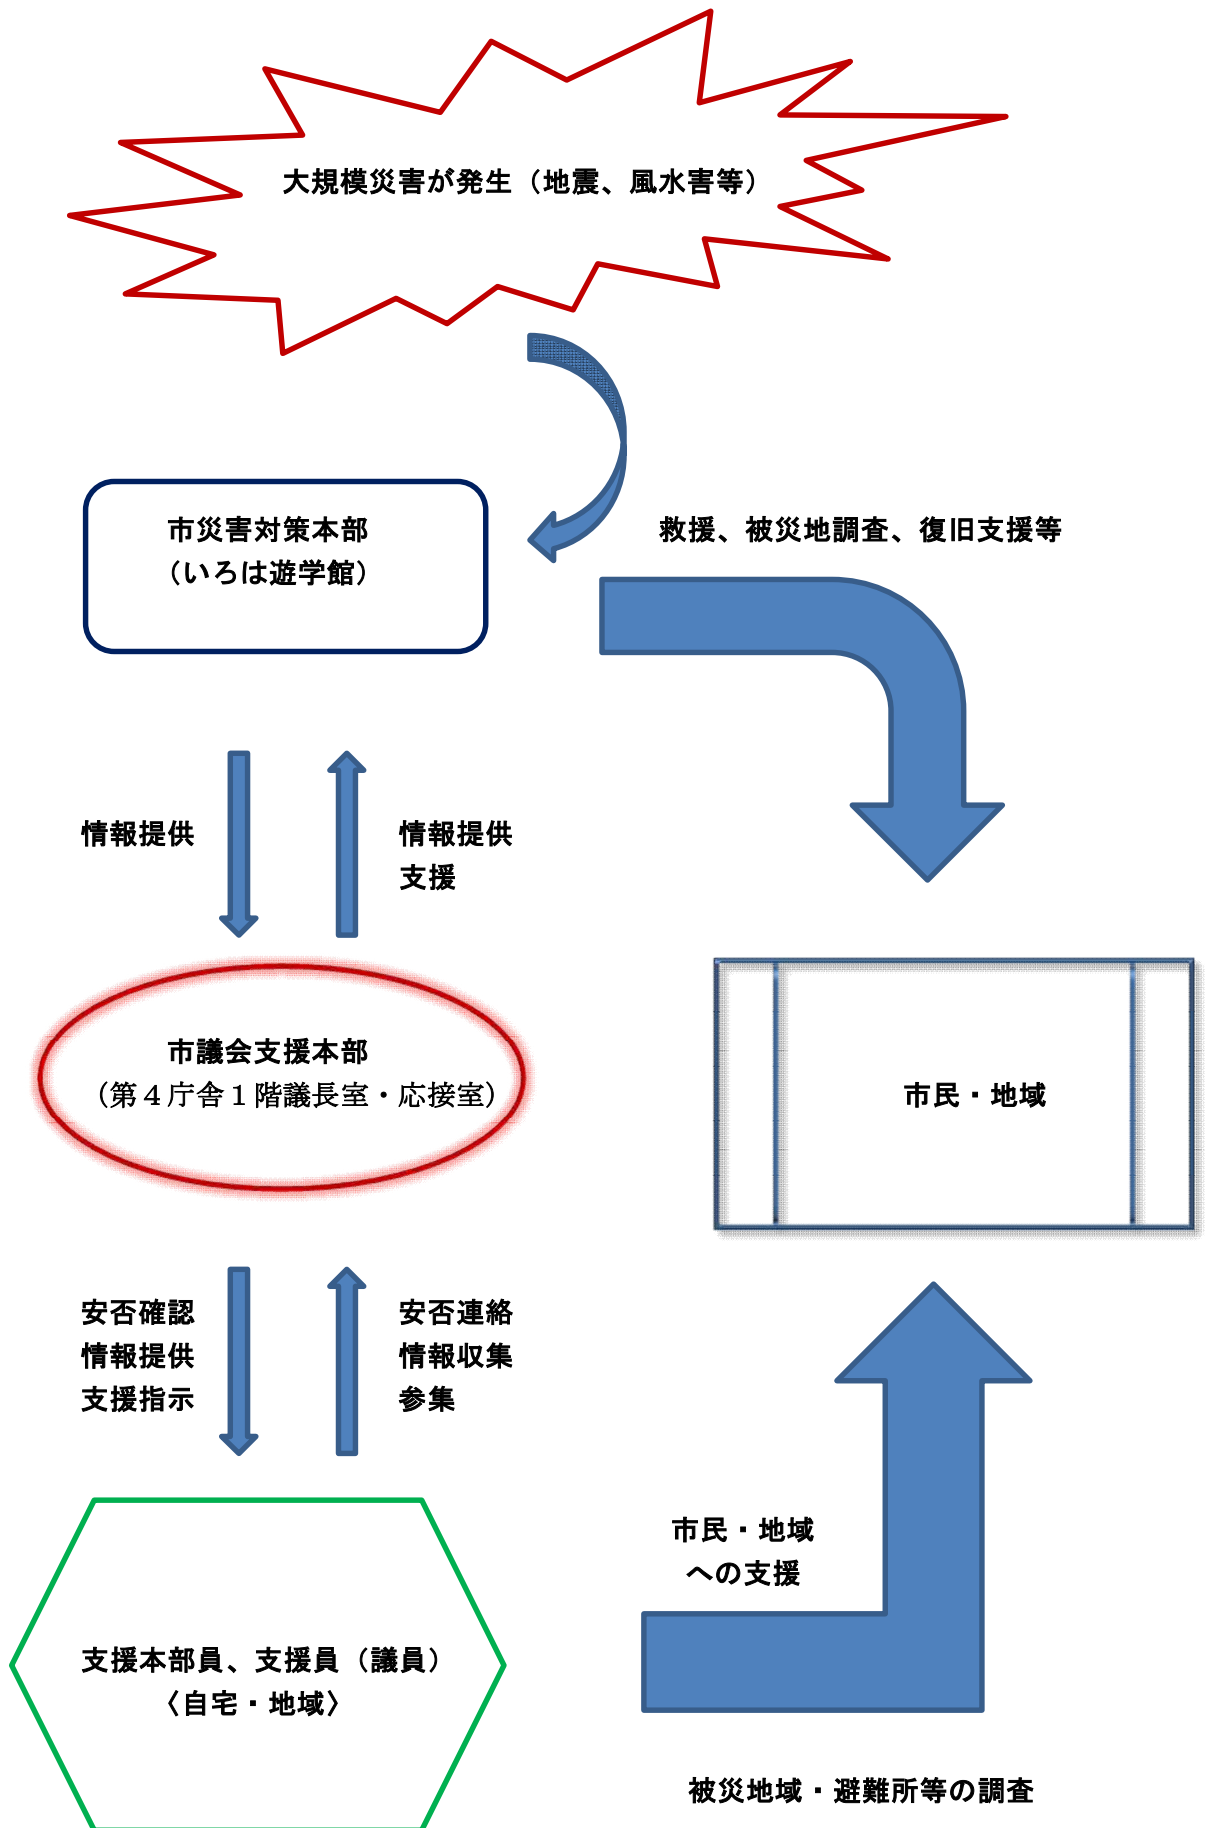 大規模災害が発生（地震、風水害等）
市災害対策本部
（いろは遊学館）
救援、被災地調査、復旧支援等
情報提供
情報提供
支援
市議会支援本部
（第４庁舎１階議長室・応接室）
市民・地域
安否確認
情報提供
支援指示
安否連絡
情報収集
参集
市民・地域
への支援
支援本部員、支援員（議員）
〈自宅・地域〉
被災地域・避難所等の調査